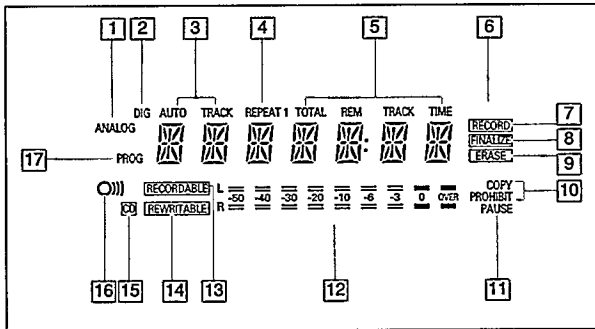 1 2 3 4 5 6
DIG AUTO TRACK REPEAT 1 TOTAL REM TRACK TIME
ANALOG
RECORD 7
FINALIZE 8
17 PROG
ERASE 9
O))) RECORDABLE L
COPY
-50 -40 -30 -20 -10 -6 -3 0 OVER
PROHIBIT 10
CD REWRITABLE R
PAUSE
16 15 14 13 12 11